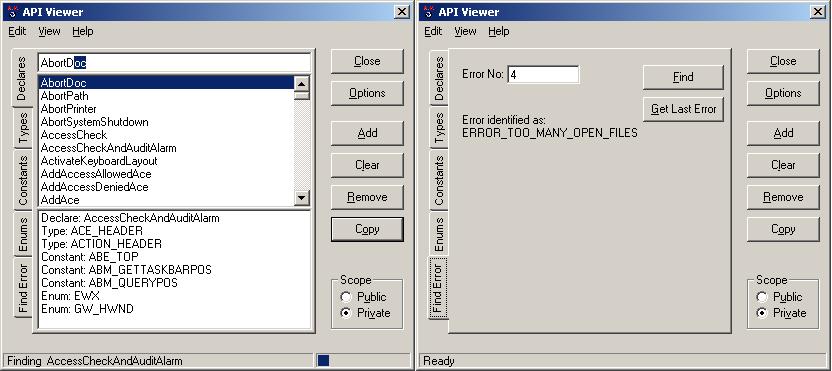 API Viewer
Edit View Help
Declares
Types
Constants
Enums
Find Error
AbortDoc
AbortDoc
AbortPath
AbortPrinter
AbortSystemShutdown
AccessCheck
AccessCheckAndAuditAlarm
ActivateKeyboardLayout
AddAccessAllowedAce
AddAccessDeniedAce
AddAce
Declare: AccessCheckAndAuditAlarm
Type: ACE_HEADER
Type: ACTION_HEADER
Constant: ABE_TOP
Constant: ABM_GETTASKBARPOS
Constant: ABM_QUERYPOS
Enum: EWX
Enum: GW_HWND
Close
Options
Add
Clear
Remove
Copy
Scope
Public
Private
Finding AccessCheckAndAuditAlarm
API Viewer
Edit View Help
Declares
Types
Constants
Enums
Find Error
Error No: 4
Find
Get Last Error
Error identified as:
ERROR_TOO_MANY_OPEN_FILES
Close
Options
Add
Clear
Remove
Copy
Scope
Public
Private
Ready